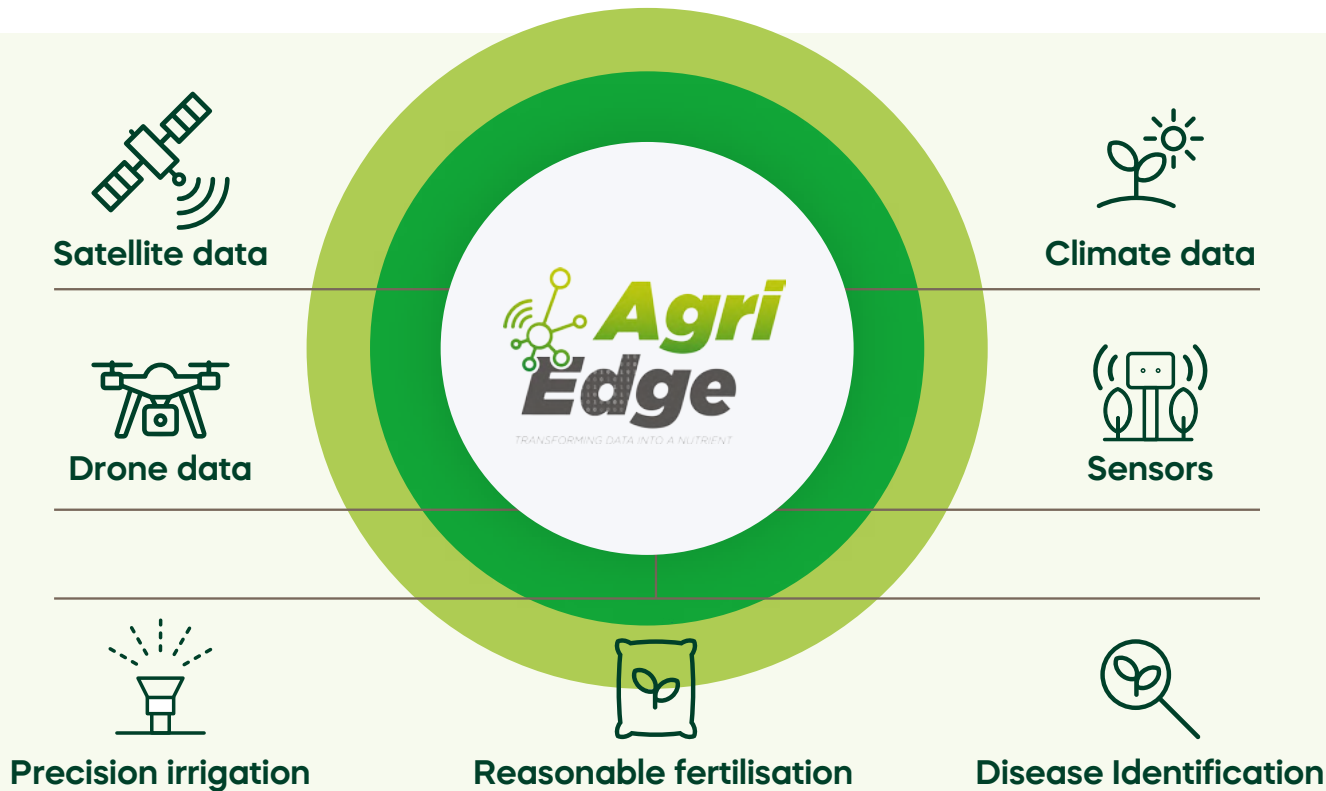 Satellite data
Climate data
Agri
Edge
TRANSFORMING DATA INTO A NUTRIENT
Drone data
Sensors
Precision irrigation
Reasonable fertilisation
Disease Identification